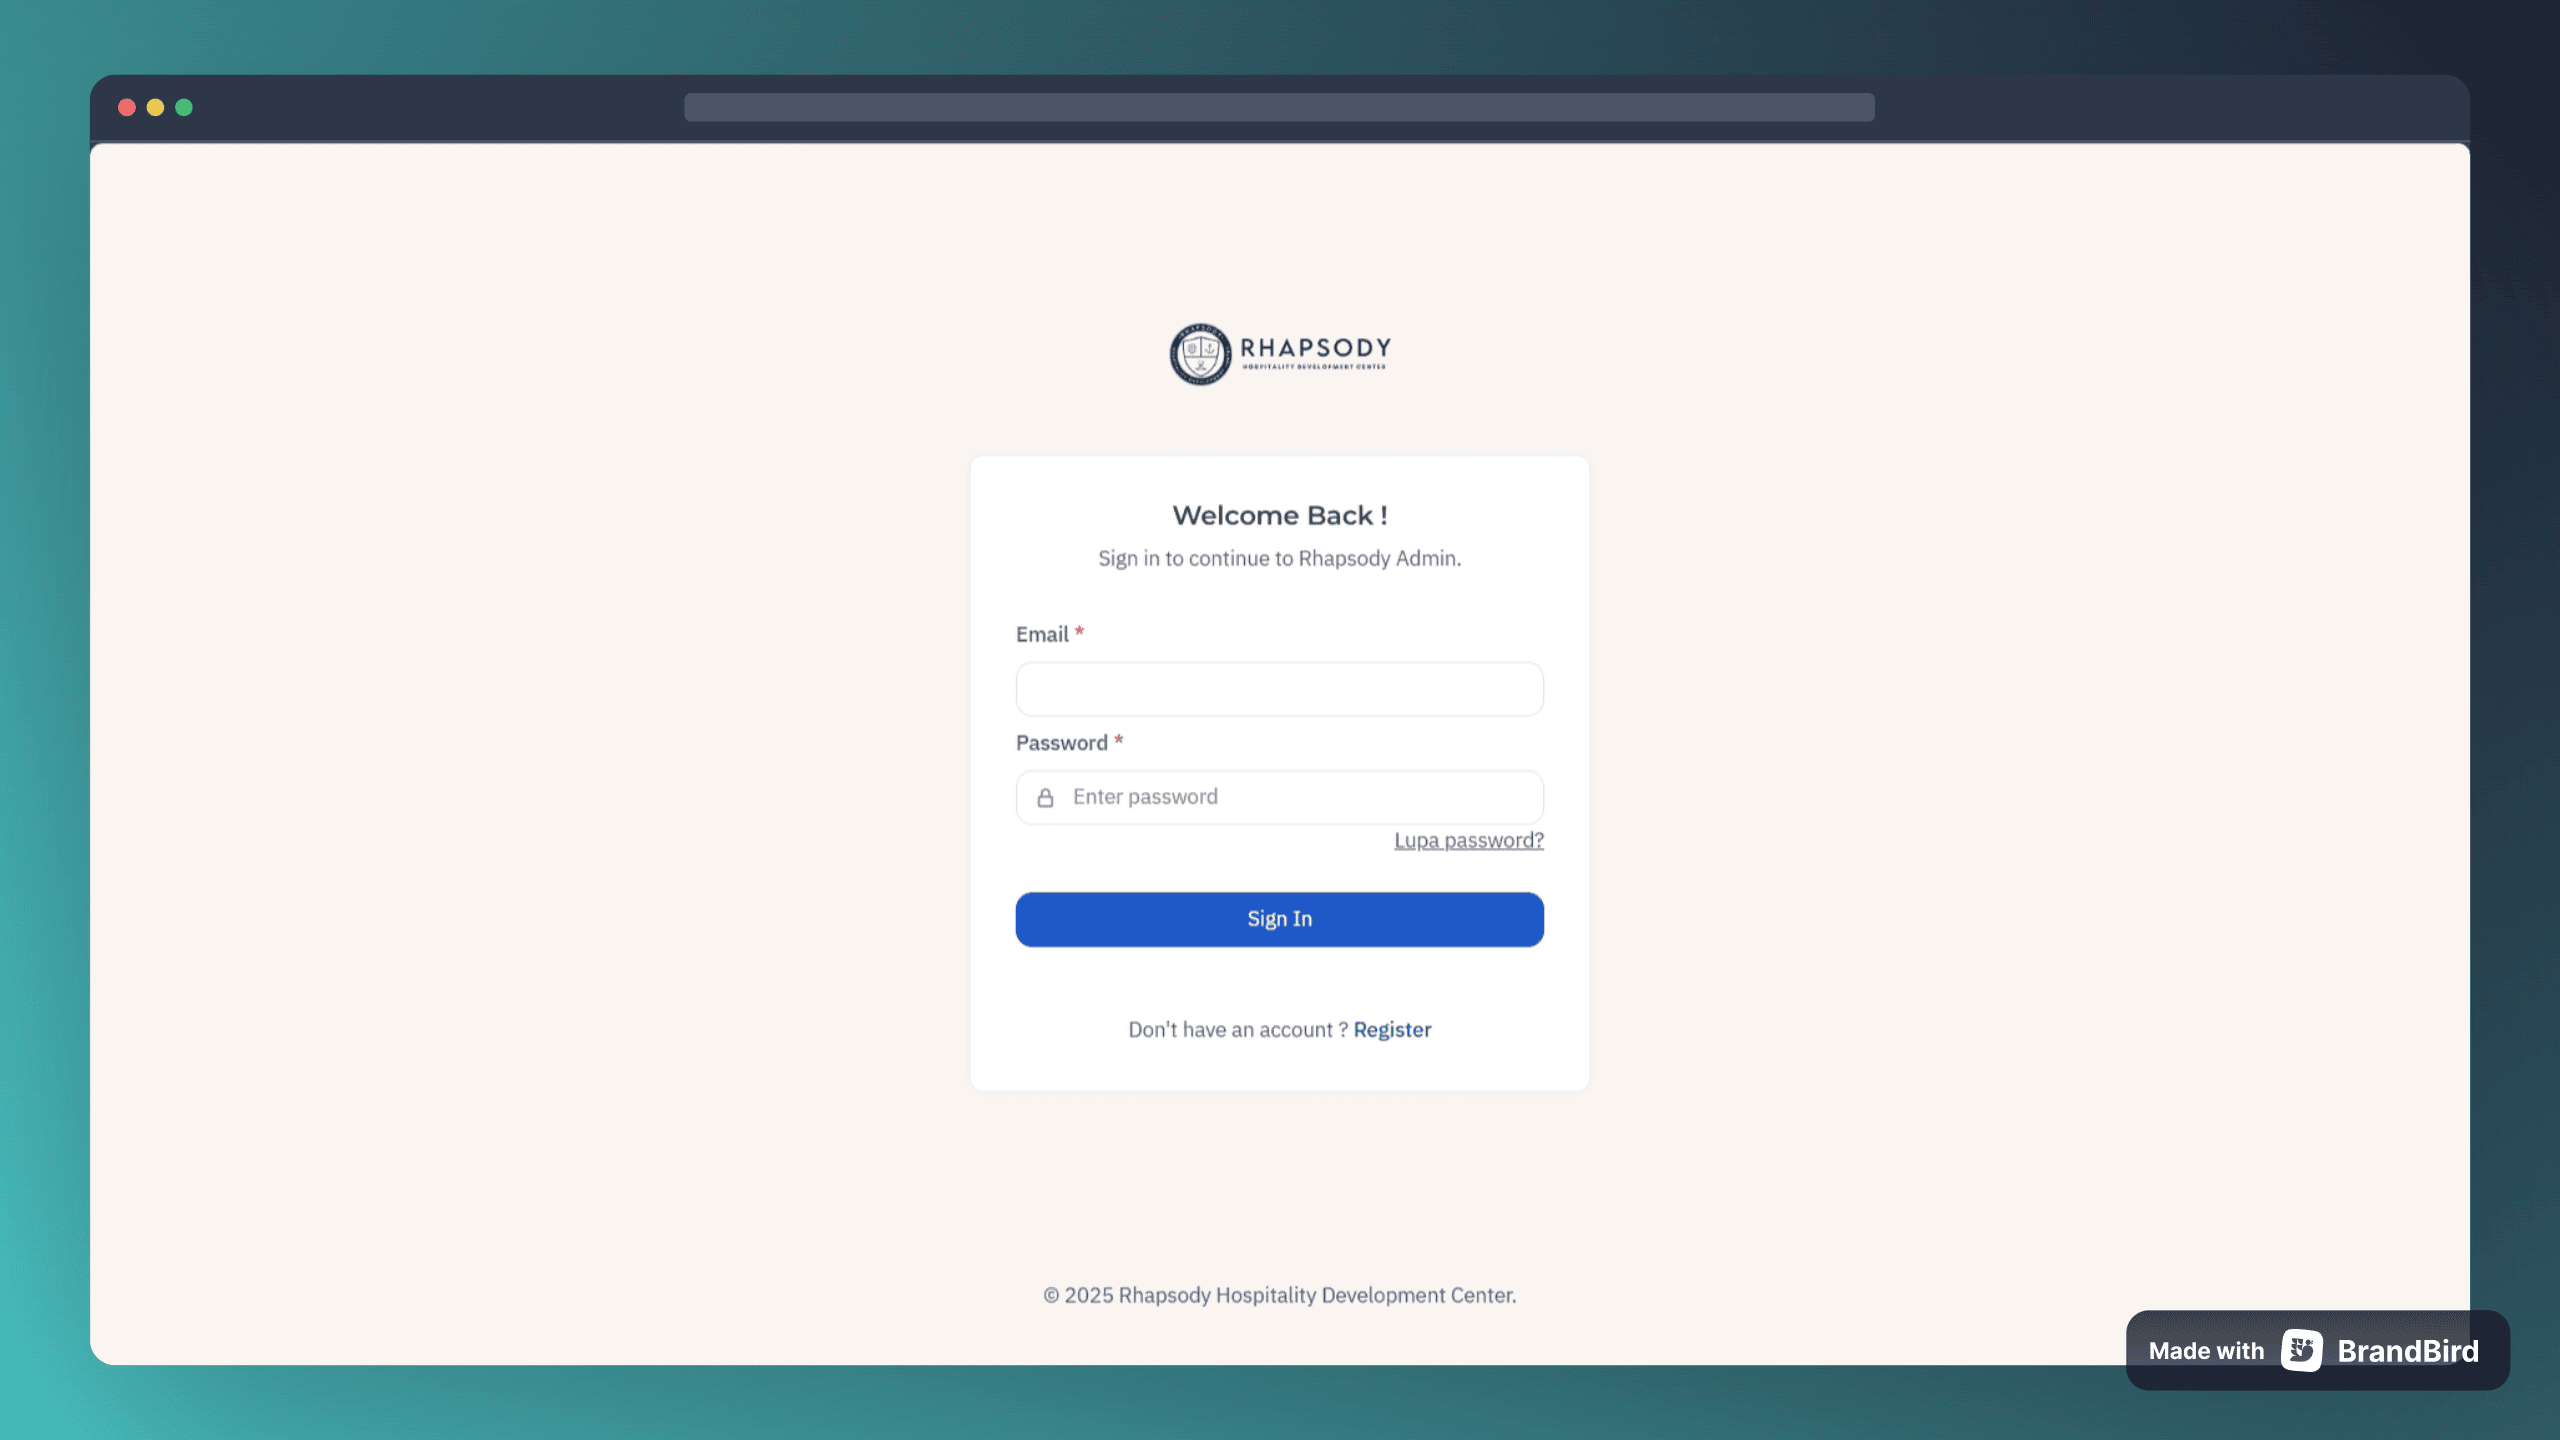 RHAPSODY
HOSPITALITY DEVELOPMENT CENTER
Welcome Back !
Sign in to continue to Rhapsody Admin.
Email *
Password *
Enter password
Lupa password?
Sign In
Don't have an account ? Register
© 2025 Rhapsody Hospitality Development Center.
Made with BrandBird